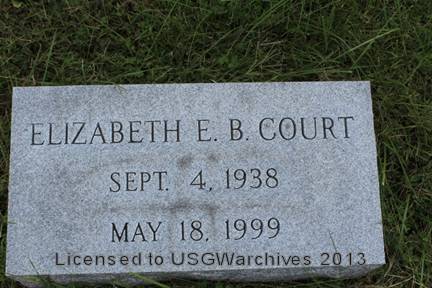 ELIZABETH E. B. COURT
SEPT. 4, 1938
MAY 18, 1999
Licensed to USGWarchives 2013